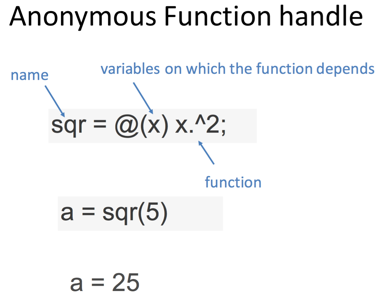 Anonymous Function handle
name
variables on which the function depends
sqr = @(x) x.^2;
function
a = sqr(5)
a = 25